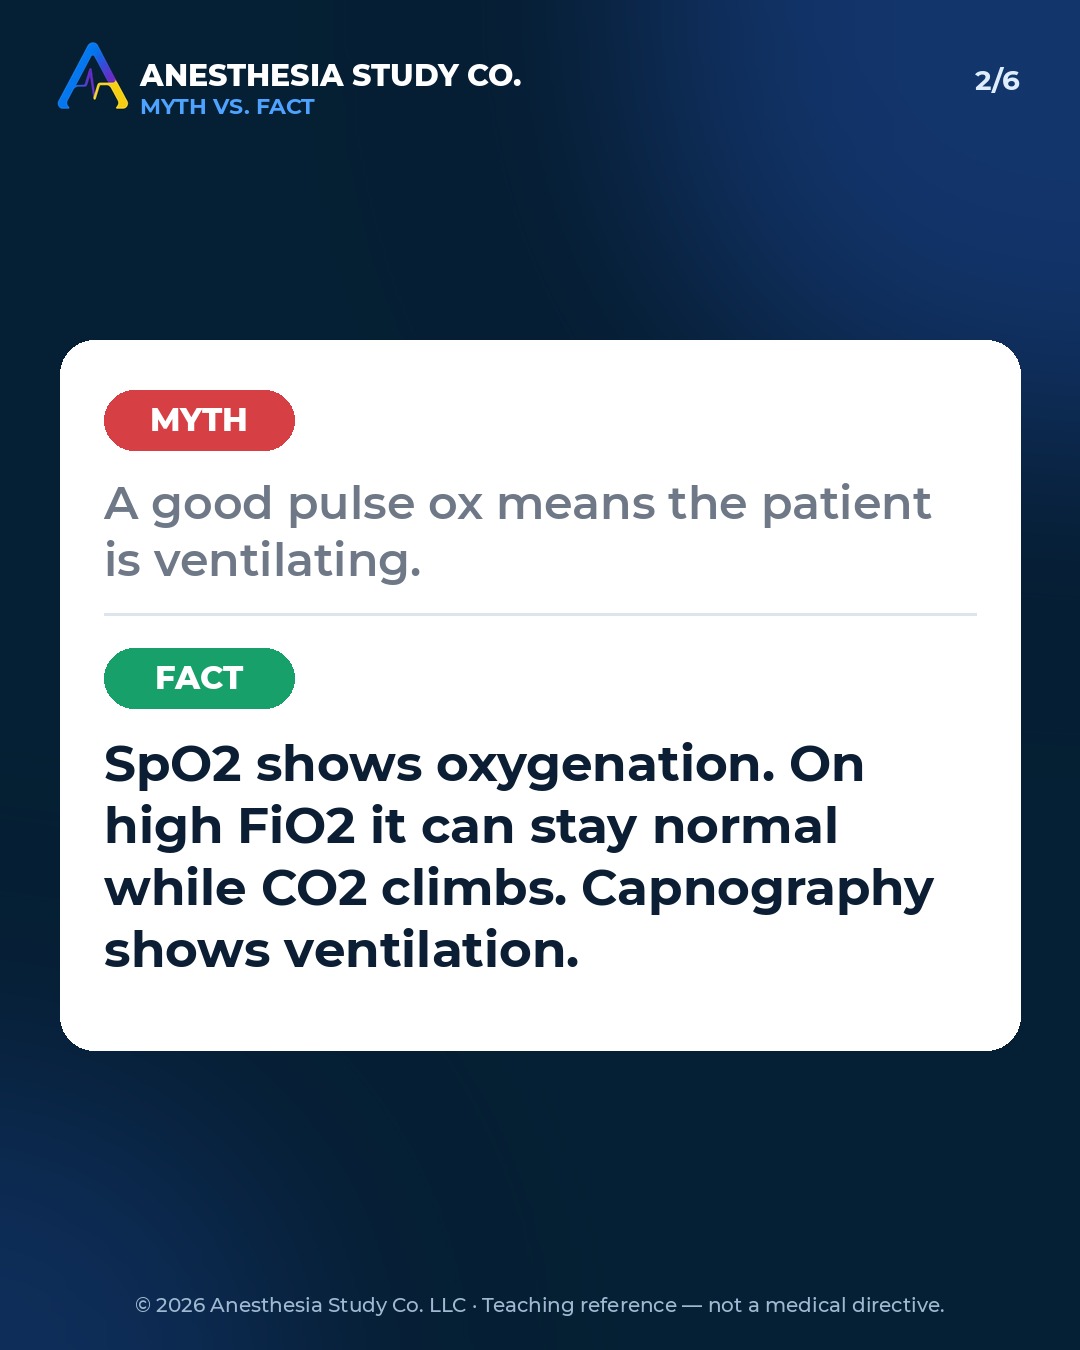 ANESTHESIA STUDY CO.
MYTH VS. FACT
2/6
MYTH
A good pulse ox means the patient
is ventilating.
FACT
SpO2 shows oxygenation. On
high FiO2 it can stay normal
while CO2 climbs. Capnography
shows ventilation.
© 2026 Anesthesia Study Co. LLC · Teaching reference — not a medical directive.